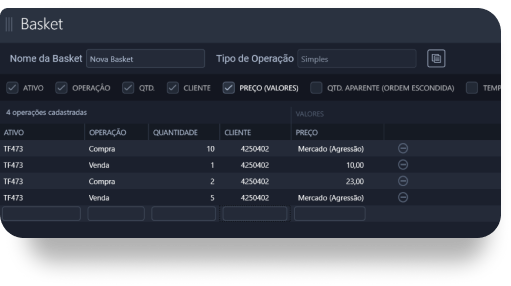 Basket
Nome da Basket Nova Basket Tipo de Operação Simples
ATIVO OPERAÇÃO QTD. CLIENTE PREÇO (VALORES) QTD. APARENTE (ORDEM ESCONDIDA) TEMP
4 operações cadastradas VALORES
ATIVO OPERAÇÃO QUANTIDADE CLIENTE PREÇO
TF473 Compra 10 4250402 Mercado (Agressão)
TF473 Venda 1 4250402 10,00
TF473 Compra 2 4250402 23,00
TF473 Venda 5 4250402 Mercado (Agressão)